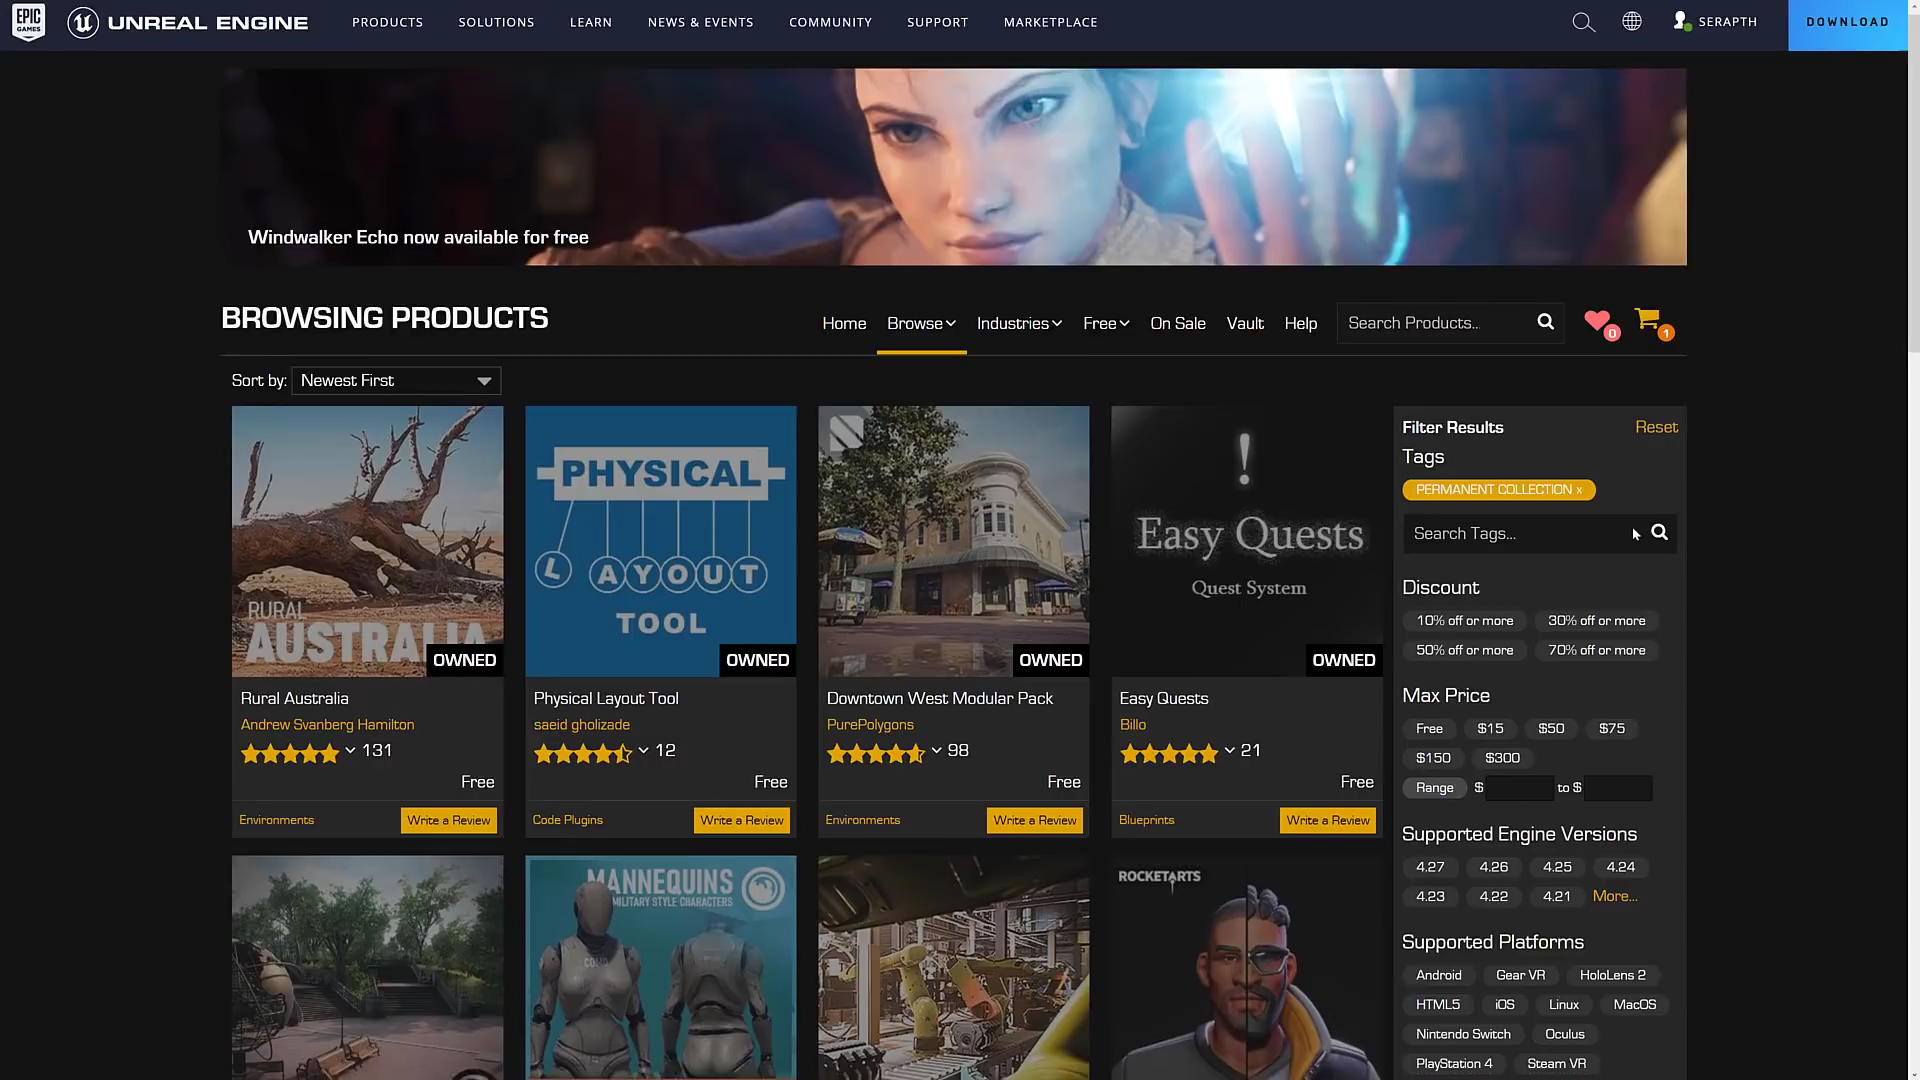 EPIC GAMES UNREAL ENGINE PRODUCTS SOLUTIONS LEARN NEWS & EVENTS COMMUNITY SUPPORT MARKETPLACE SERAPTH DOWNLOAD
Windwalker Echo now available for free
BROWSING PRODUCTS Home Browse Industries Free On Sale Vault Help Search Products... 0 1
Sort by: Newest First
RURAL
AUSTRALIA
OWNED
Rural Australia
Andrew Svanberg Hamilton
131
Free
Environments Write a Review
PHYSICAL
LAYOUT
TOOL
OWNED
Physical Layout Tool
saeid gholizade
12
Free
Code Plugins Write a Review
OWNED
Downtown West Modular Pack
PurePolygons
98
Free
Environments Write a Review
!
Easy Quests
Quest System
OWNED
Easy Quests
Billo
21
Free
Blueprints Write a Review
MANNEQUINS
MILITARY STYLE CHARACTERS
ROCKETARTS
Filter Results Reset
Tags
PERMANENT COLLECTION x
Search Tags...
Discount
10% off or more 30% off or more
50% off or more 70% off or more
Max Price
Free $15 $50 $75
$150 $300
Range $ to $
Supported Engine Versions
4.27 4.26 4.25 4.24
4.23 4.22 4.21 More...
Supported Platforms
Android Gear VR HoloLens 2
HTML5 iOS Linux MacOS
Nintendo Switch Oculus
PlayStation 4 Steam VR